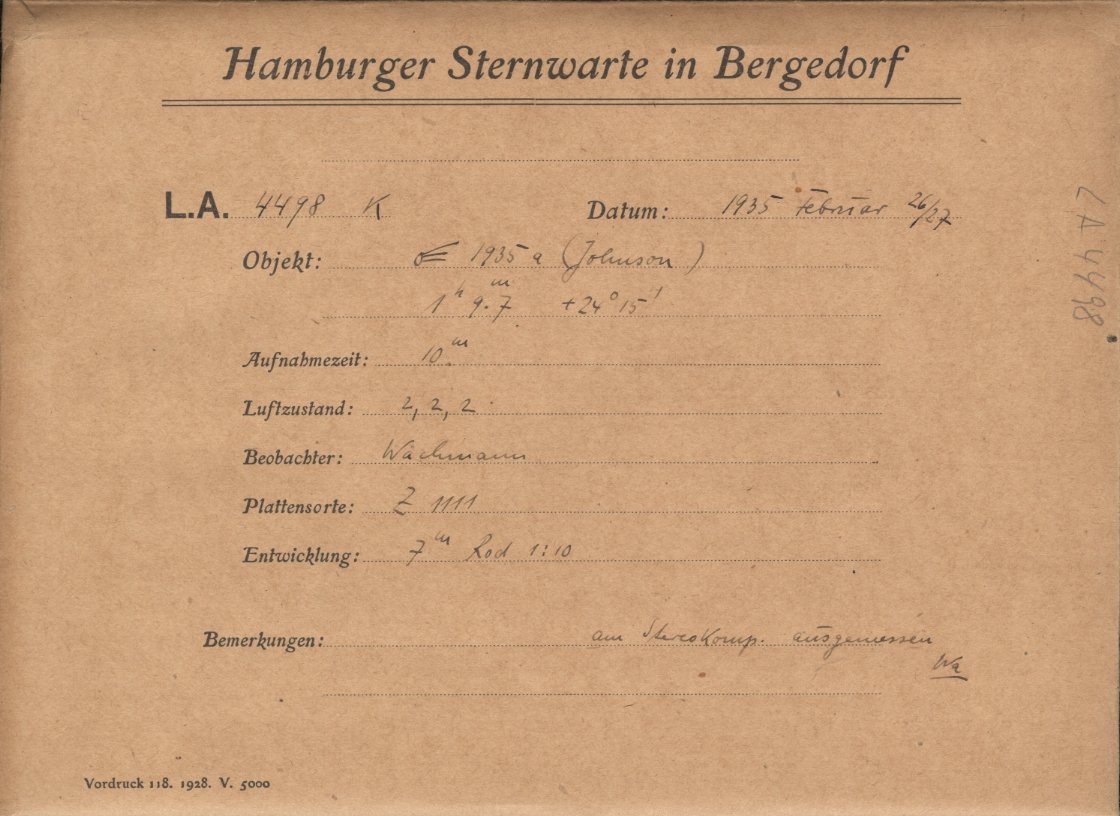 Hamburger Sternwarte in Bergedorf
L.A. 4498 K Datum: 1935 Februar 26/27
Objekt: ☄ 1935 a (Johnson)
1ʰ 9.ᵐ7 +24° 15'
Aufnahmezeit: 10ᵐ
Luftzustand: 2, 2, 2
Beobachter: Wachmann
Plattensorte: Z 1111
Entwicklung: 7ᵐ Rod 1:10
Bemerkungen: am Stereokomp. ausgemessen
Wa
Vordruck 118. 1928. V. 5000
LA 4498